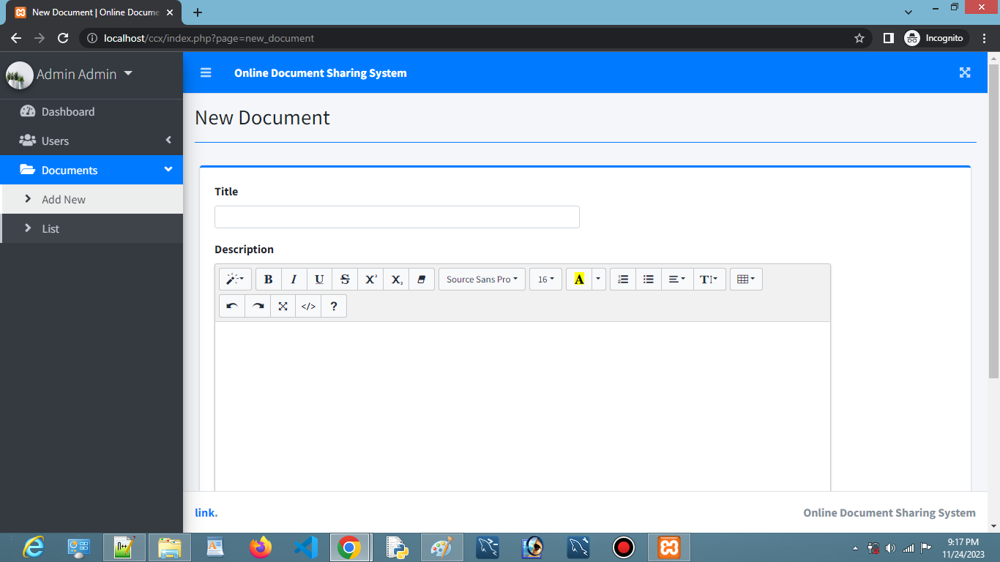 New Document | Online Docume
localhost/ccx/index.php?page=new_document
Incognito
Admin Admin
Online Document Sharing System
Dashboard
Users
Documents
Add New
List
New Document
Title
Description
B I U S X² X₂ Source Sans Pro 16 A T
</> ?
link.
Online Document Sharing System
9:17 PM
11/24/2023